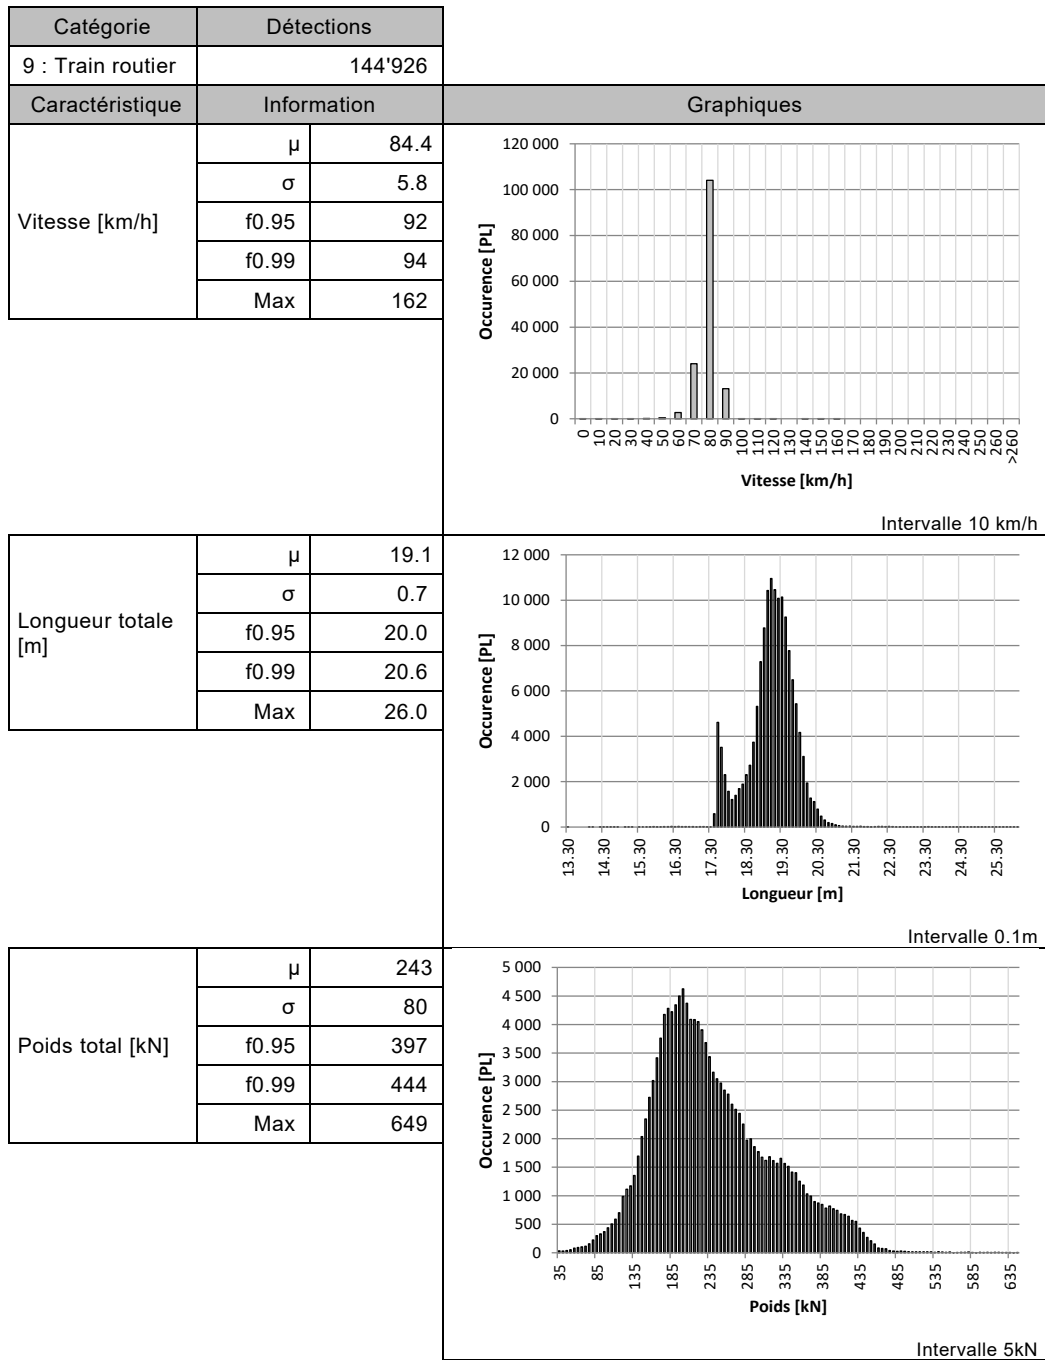 Catégorie Détections
9 : Train routier 144'926
Caractéristique Information Graphiques
Vitesse [km/h]
µ 84.4
σ 5.8
f0.95 92
f0.99 94
Max 162
120 000
100 000
80 000
60 000
40 000
20 000
0
Occurence [PL]
0 10 20 30 40 50 60 70 80 90 100 110 120 130 140 150 160 170 180 190 200 210 220 230 240 250 260 >260
Vitesse [km/h]
Intervalle 10 km/h
Longueur totale
[m]
µ 19.1
σ 0.7
f0.95 20.0
f0.99 20.6
Max 26.0
12 000
10 000
8 000
6 000
4 000
2 000
0
Occurence [PL]
13.30 14.30 15.30 16.30 17.30 18.30 19.30 20.30 21.30 22.30 23.30 24.30 25.30
Longueur [m]
Intervalle 0.1m
Poids total [kN]
µ 243
σ 80
f0.95 397
f0.99 444
Max 649
5 000
4 500
4 000
3 500
3 000
2 500
2 000
1 500
1 000
500
0
Occurence [PL]
35 85 135 185 235 285 335 385 435 485 535 585 635
Poids [kN]
Intervalle 5kN